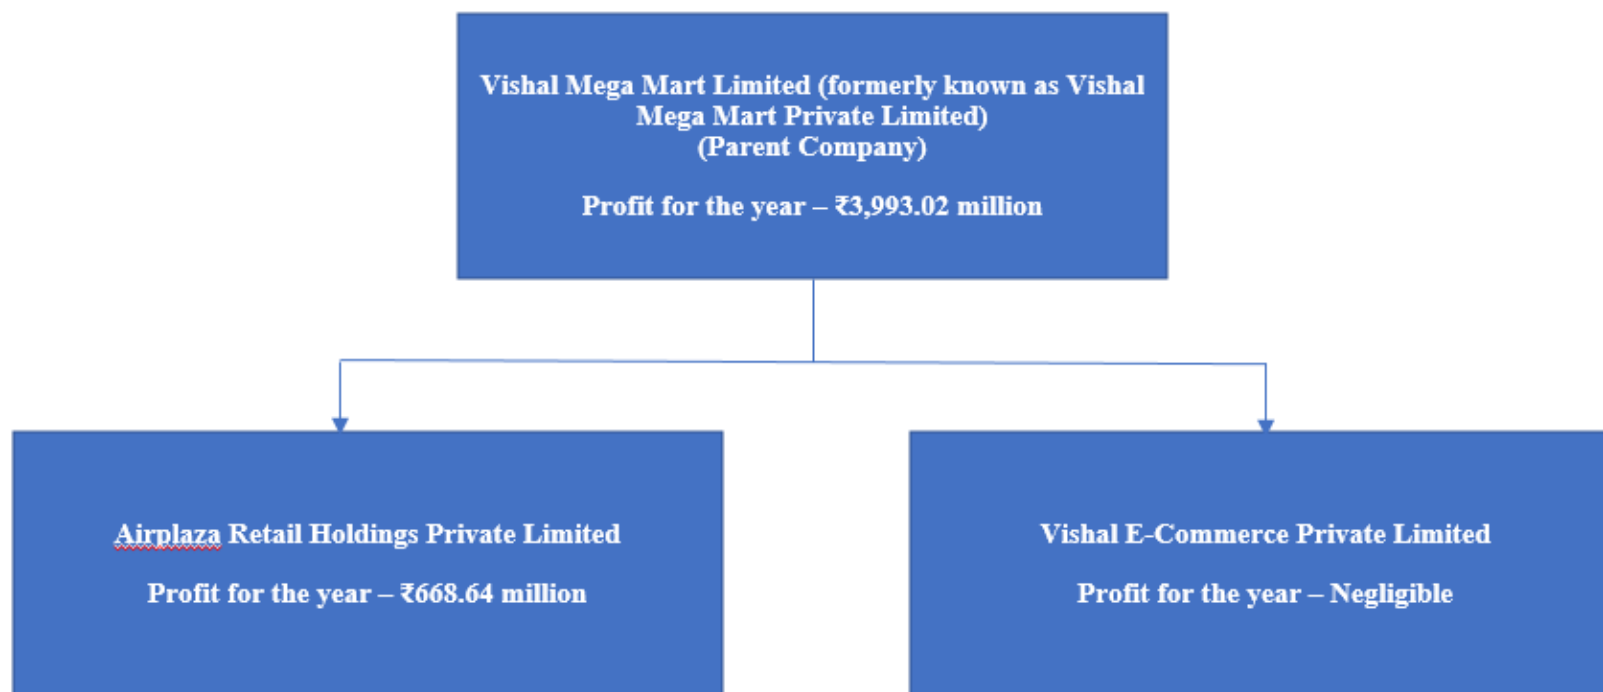 Vishal Mega Mart Limited (formerly known as Vishal
Mega Mart Private Limited)
(Parent Company)
Profit for the year – ₹3,993.02 million
Airplaza Retail Holdings Private Limited
Profit for the year – ₹668.64 million
Vishal E-Commerce Private Limited
Profit for the year – Negligible